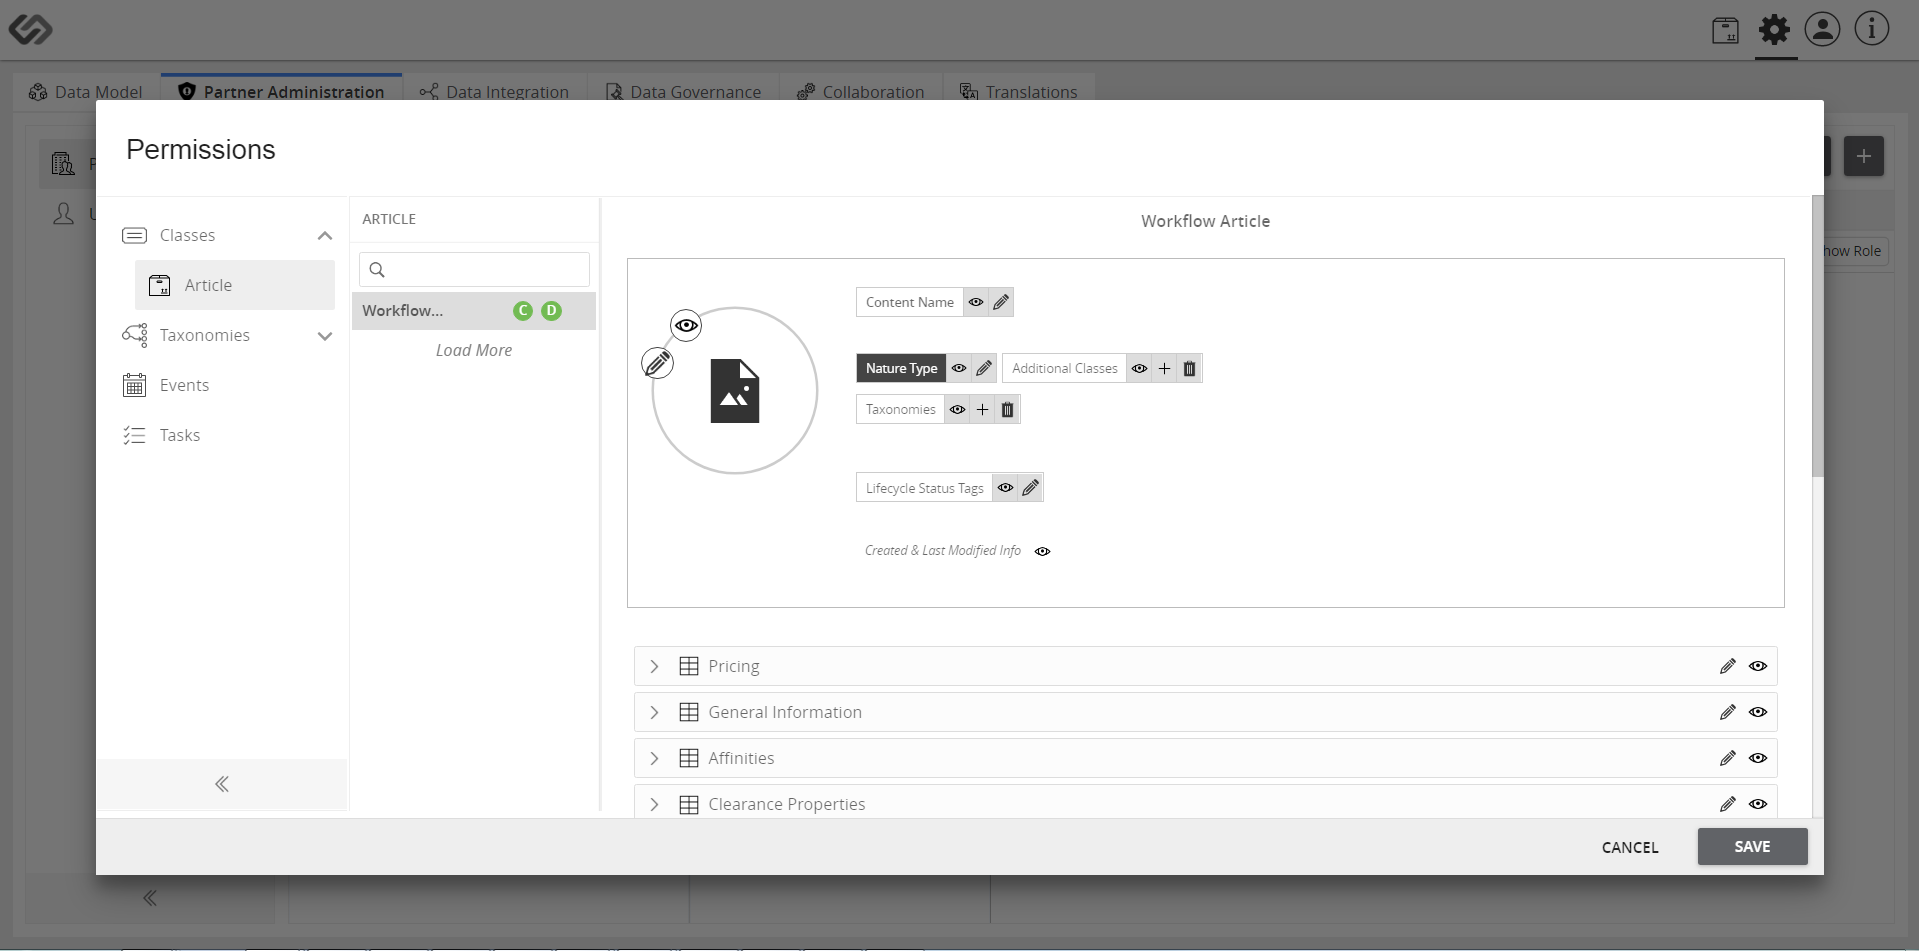 Data Model
Partner Administration
Data Integration
Data Governance
Collaboration
Translations
Permissions
Classes
Article
Taxonomies
Events
Tasks
ARTICLE
Workflow...
C
D
Load More
Workflow Article
Content Name
Nature Type
Additional Classes
Taxonomies
Lifecycle Status Tags
Created & Last Modified Info
Pricing
General Information
Affinities
Clearance Properties
how Role
CANCEL
SAVE